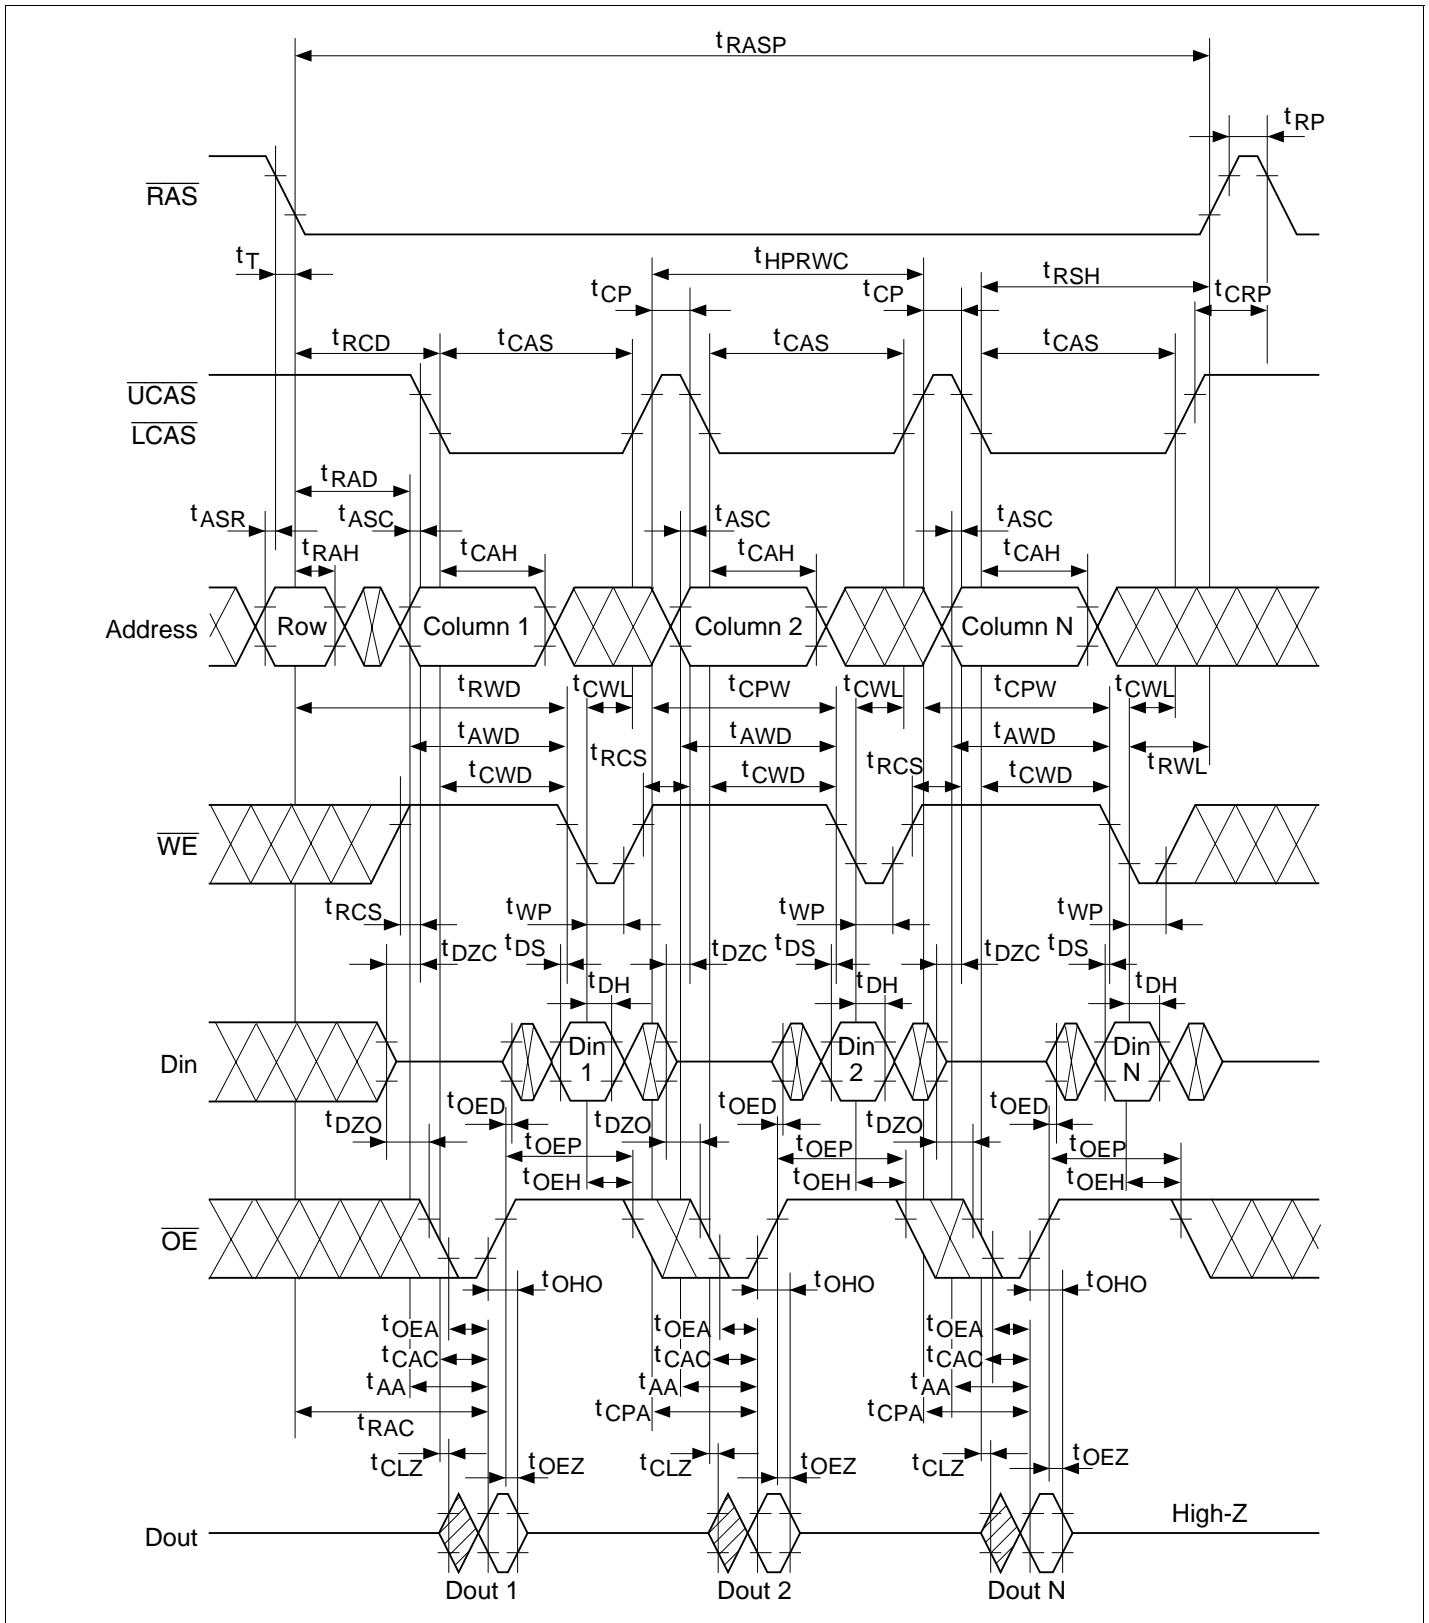 tRASP
tRP
RAS
tT
tHPRWC
tRSH
tCP
tCP
tCRP
tRCD
tCAS
tCAS
tCAS
UCAS
LCAS
tRAD
tASR
tASC
tASC
tASC
tRAH
tCAH
tCAH
tCAH
Address
Row
Column 1
Column 2
Column N
tRWD
tCWL
tCPW
tCWL
tCPW
tCWL
tAWD
tRCS
tAWD
tRCS
tAWD
tRWL
tCWD
tCWD
tCWD
WE
tRCS
tWP
tWP
tWP
tDZC
tDS
tDZC
tDS
tDZC
tDS
tDH
tDH
tDH
Din
Din 1
Din 2
Din N
tDZO
tOED
tDZO
tOED
tDZO
tOED
tOEP
tOEP
tOEP
tOEH
tOEH
tOEH
OE
tOHO
tOHO
tOHO
tOEA
tOEA
tOEA
tCAC
tCAC
tCAC
tAA
tAA
tAA
tRAC
tCPA
tCPA
tCLZ
tOEZ
tCLZ
tOEZ
tCLZ
tOEZ
Dout
High-Z
Dout 1
Dout 2
Dout N